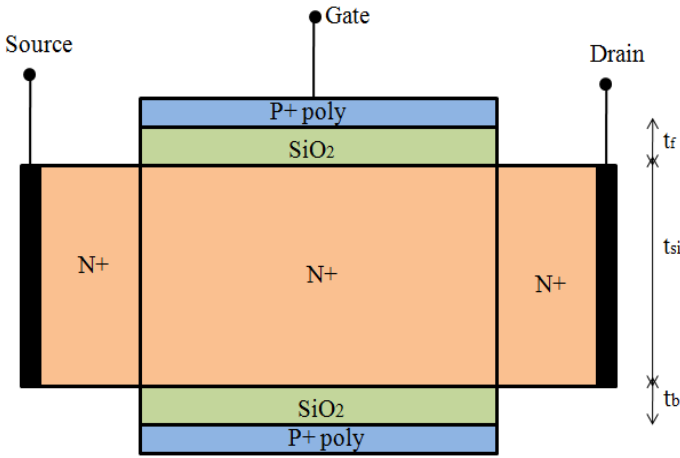 Gate
Source
Drain
P+ poly
SiO2
tf
N+
N+
N+
tsi
SiO2
tb
P+ poly